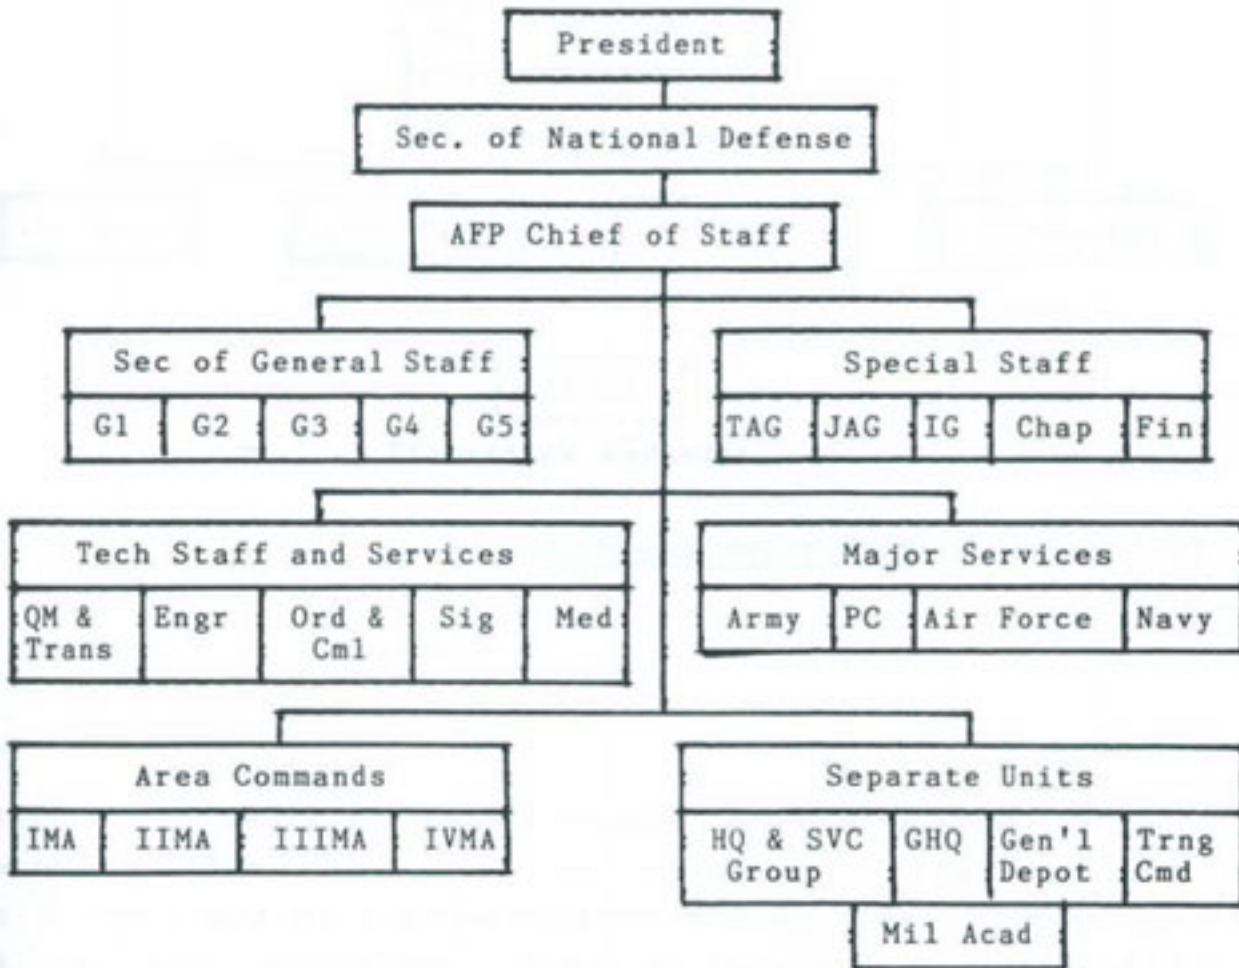 President
Sec. of National Defense
AFP Chief of Staff
Sec of General Staff
G1 G2 G3 G4 G5
Special Staff
TAG JAG IG Chap Fin
Tech Staff and Services
QM &
Trans
Engr
Ord &
Cml
Sig
Med
Major Services
Army PC Air Force Navy
Area Commands
IMA IIMA IIIMA IVMA
Separate Units
HQ & SVC
Group
GHQ
Gen'l
Depot
Trng
Cmd
Mil Acad